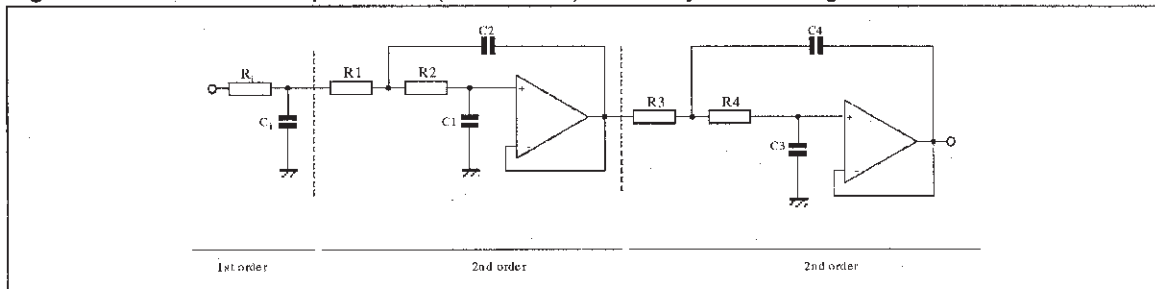 C2
C4
Ri
R1
R2
R3
R4
Ci
C1
C3
+
-
+
-
1st order
2nd order
2nd order